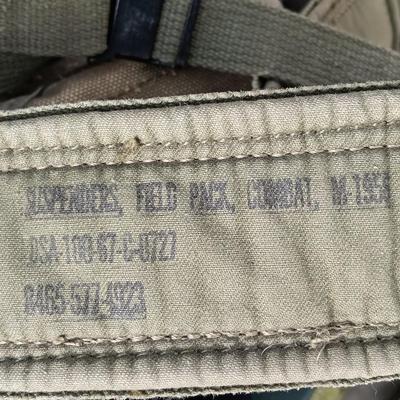 SUSPENDERS, FIELD PACK, COMBAT, M-1956
DSA-100-67-C-0727
8465-577-4923